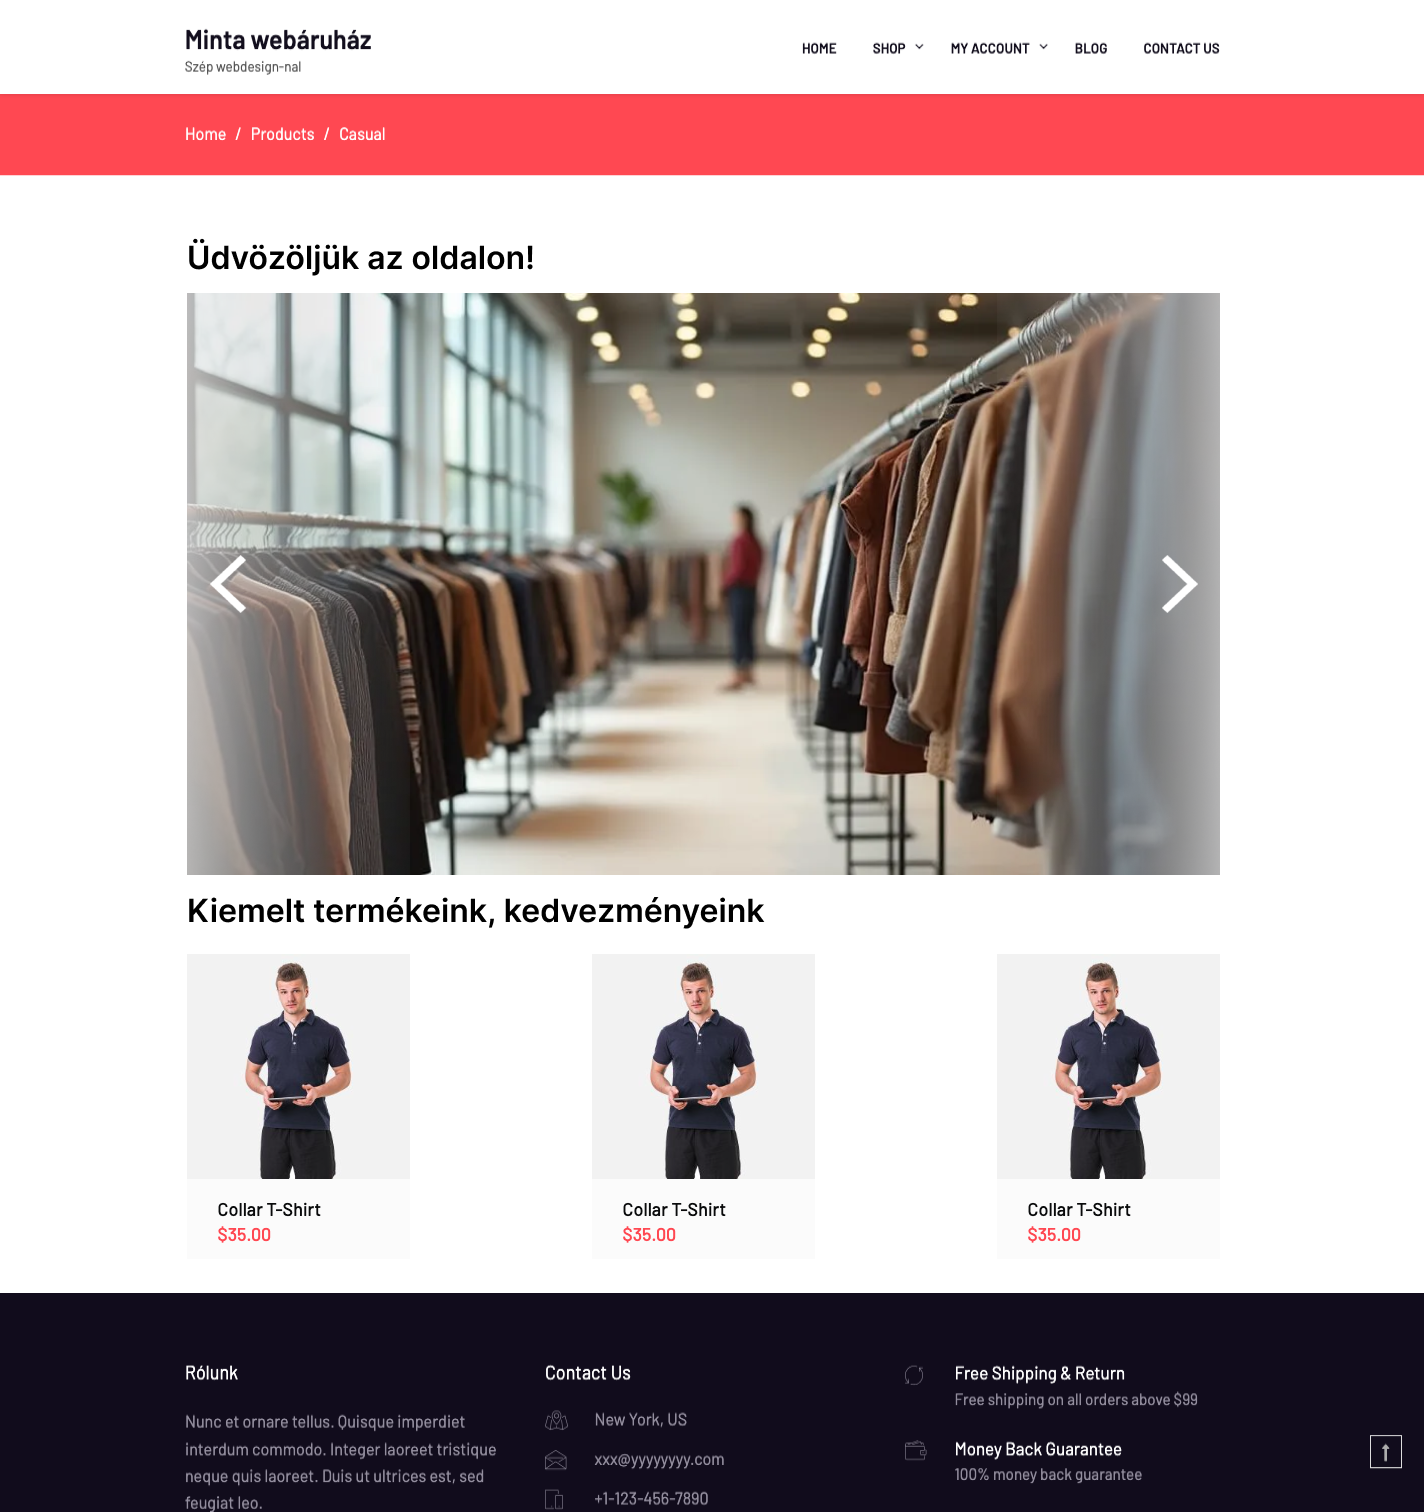 Minta webáruház
Szép webdesign-nal
HOME SHOP MY ACCOUNT BLOG CONTACT US
Home / Products / Casual
Üdvözöljük az oldalon!
Kiemelt termékeink, kedvezményeink
Collar T-Shirt
$35.00
Collar T-Shirt
$35.00
Collar T-Shirt
$35.00
Rólunk
Nunc et ornare tellus. Quisque imperdiet
interdum commodo. Integer laoreet tristique
neque quis laoreet. Duis ut ultrices est, sed
feugiat leo.
Contact Us
New York, US
xxx@yyyyyyyy.com
+1-123-456-7890
Free Shipping & Return
Free shipping on all orders above $99
Money Back Guarantee
100% money back guarantee